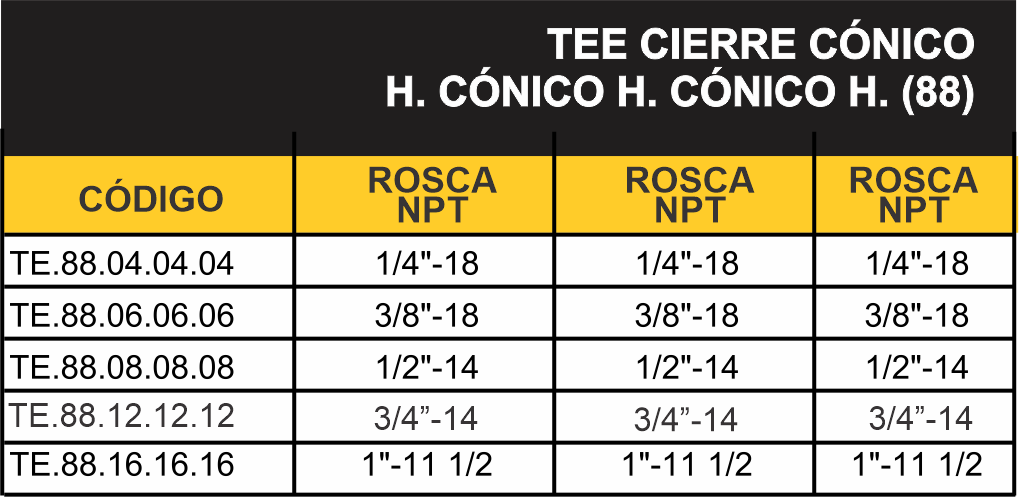 TEE CIERRE CÓNICO
H. CÓNICO H. CÓNICO H. (88)
CÓDIGO ROSCA NPT ROSCA NPT ROSCA NPT
TE.88.04.04.04 1/4"-18 1/4"-18 1/4"-18
TE.88.06.06.06 3/8"-18 3/8"-18 3/8"-18
TE.88.08.08.08 1/2"-14 1/2"-14 1/2"-14
TE.88.12.12.12 3/4”-14 3/4”-14 3/4”-14
TE.88.16.16.16 1"-11 1/2 1"-11 1/2 1"-11 1/2